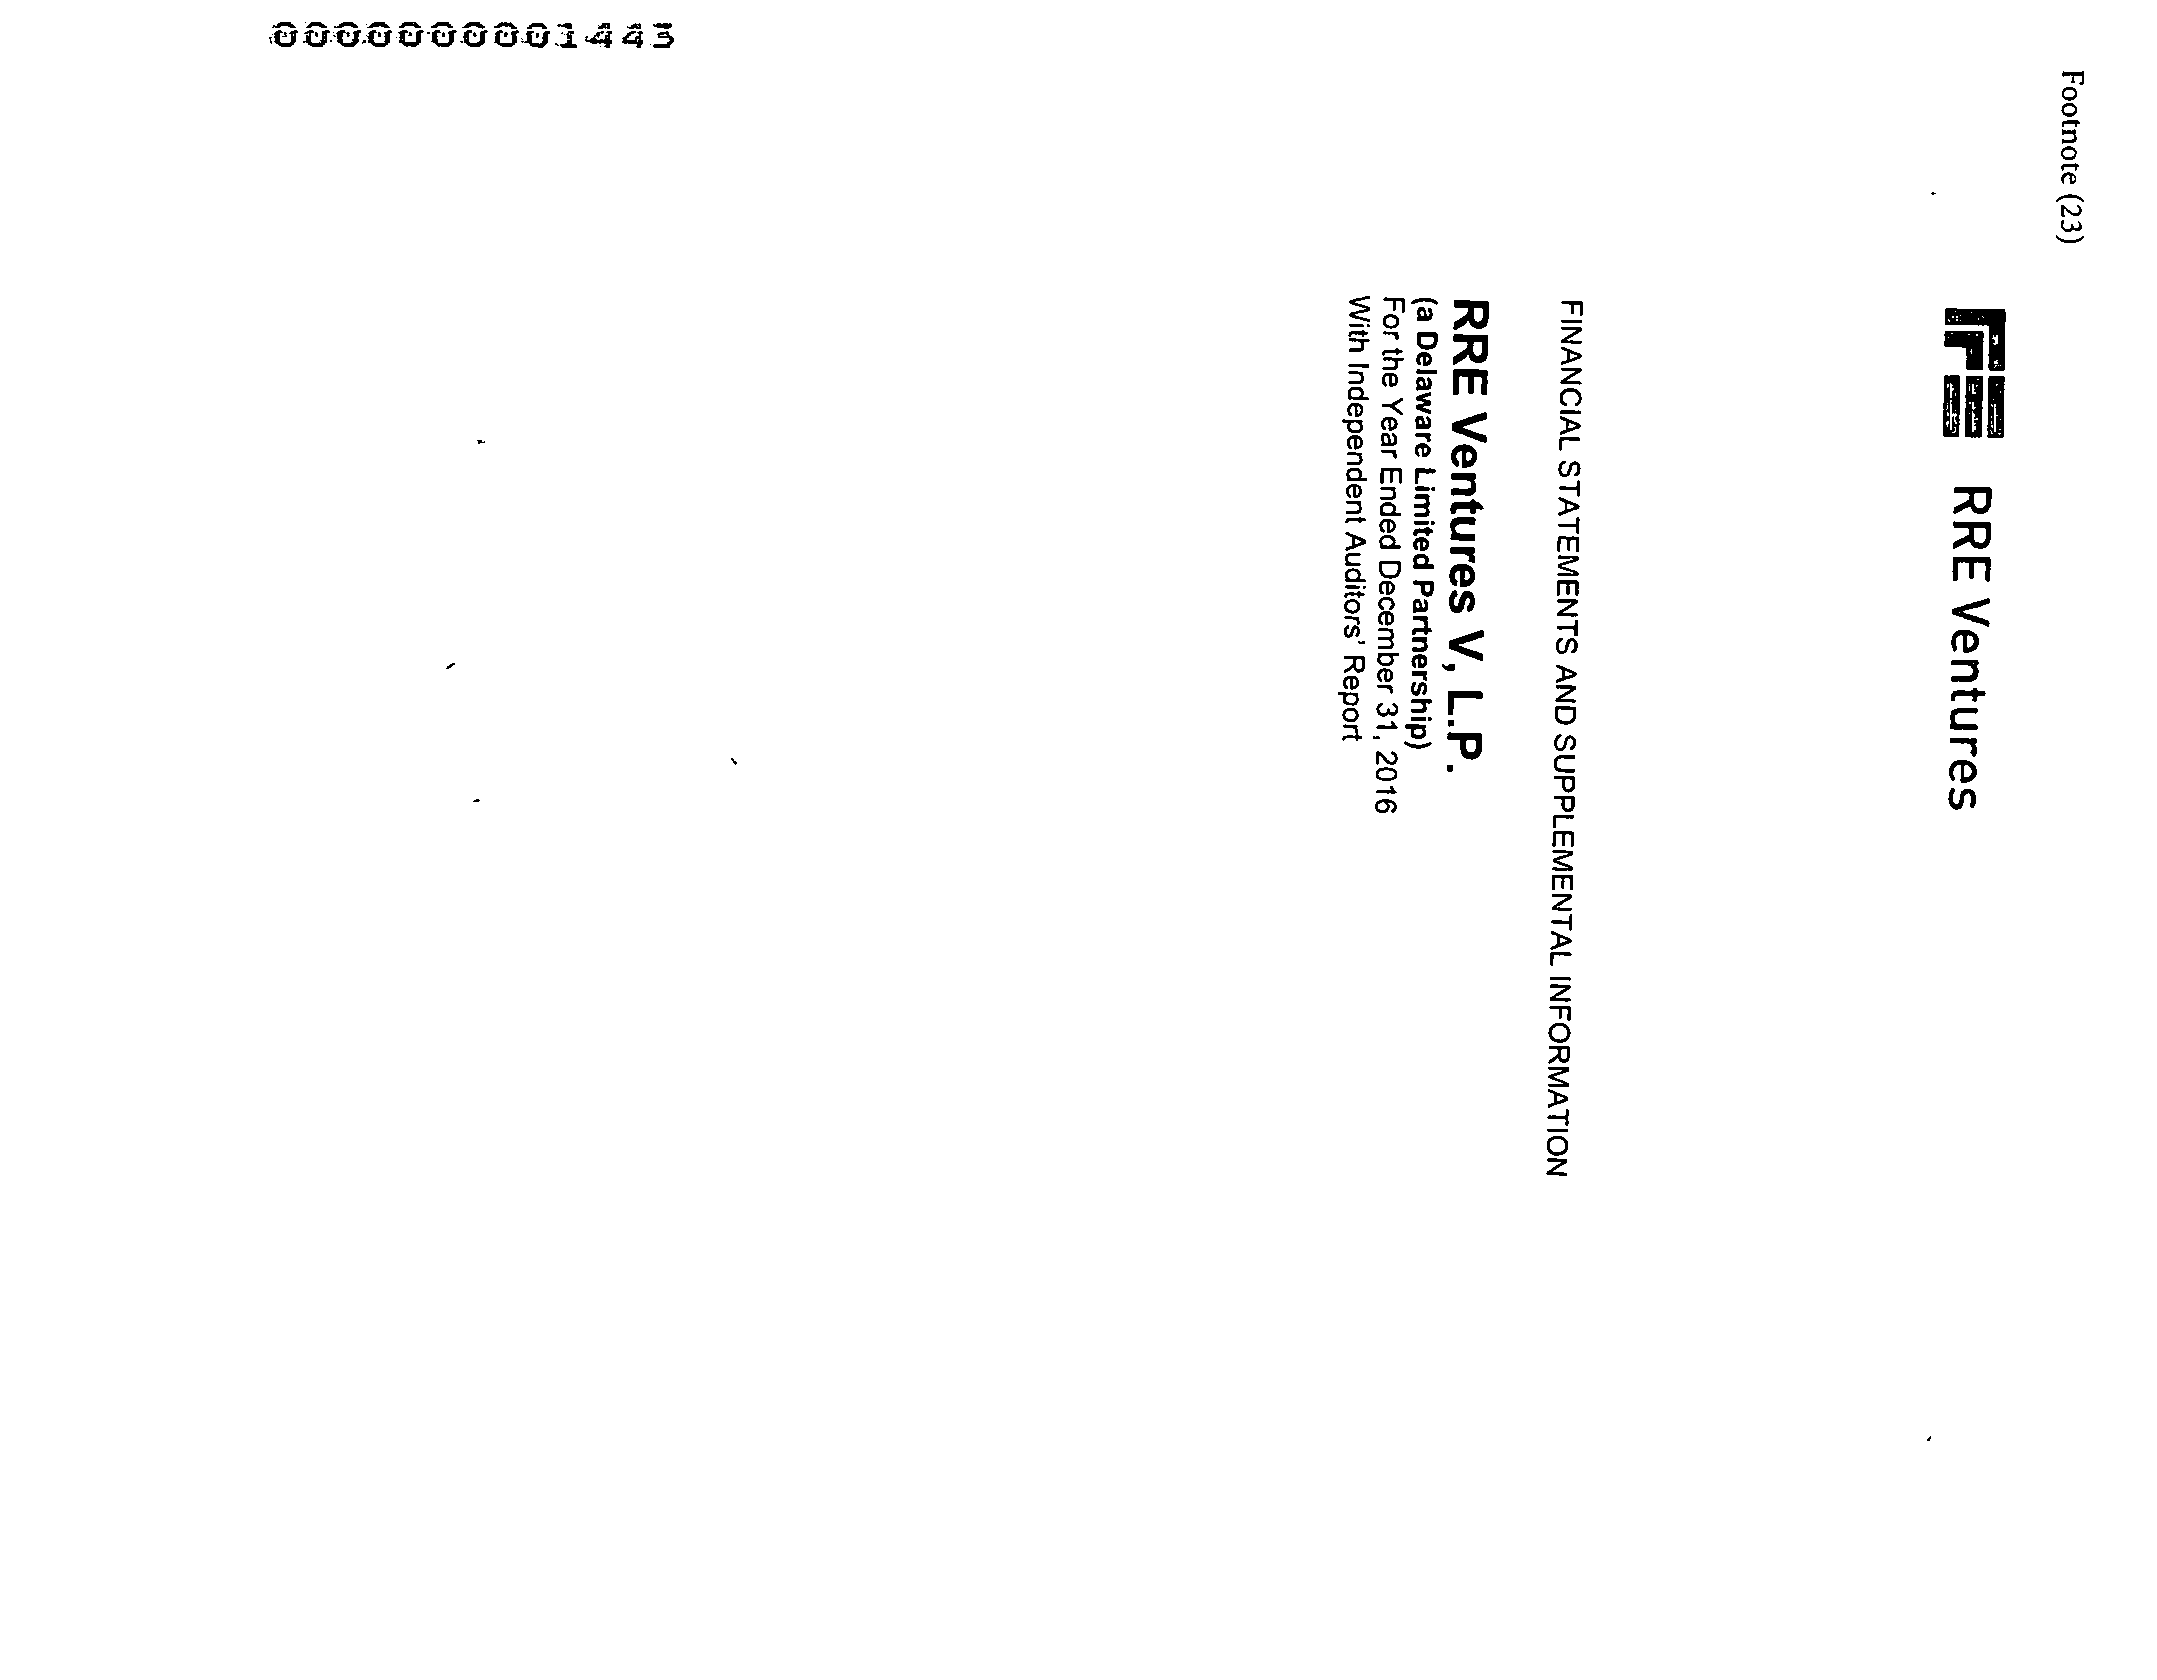 Footnote (23)
RRE Ventures
FINANCIAL STATEMENTS AND SUPPLEMENTAL INFORMATION
RRE Ventures V, L.P.
(a Delaware Limited Partnership)
For the Year Ended December 31, 2016
With Independent Auditors' Report